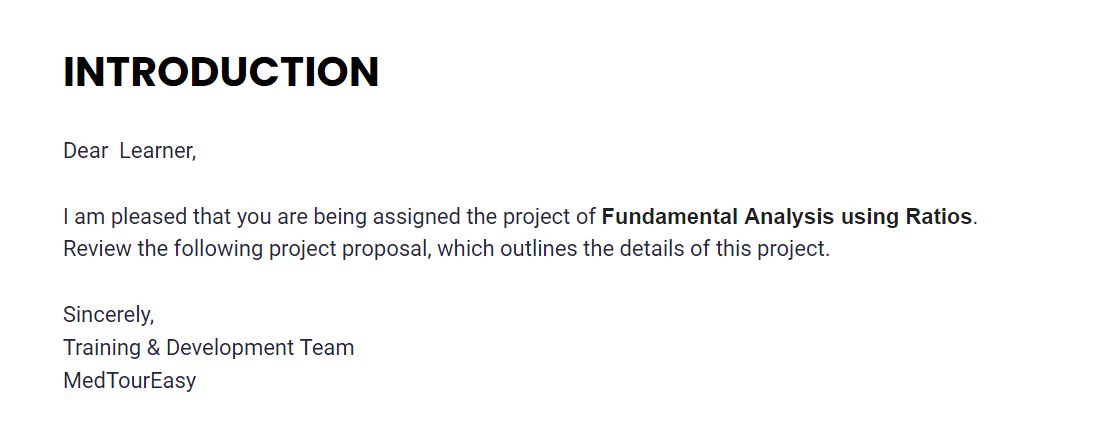 INTRODUCTION
Dear  Learner,
I am pleased that you are being assigned the project of Fundamental Analysis using Ratios.
Review the following project proposal, which outlines the details of this project.
Sincerely,
Training & Development Team
MedTourEasy